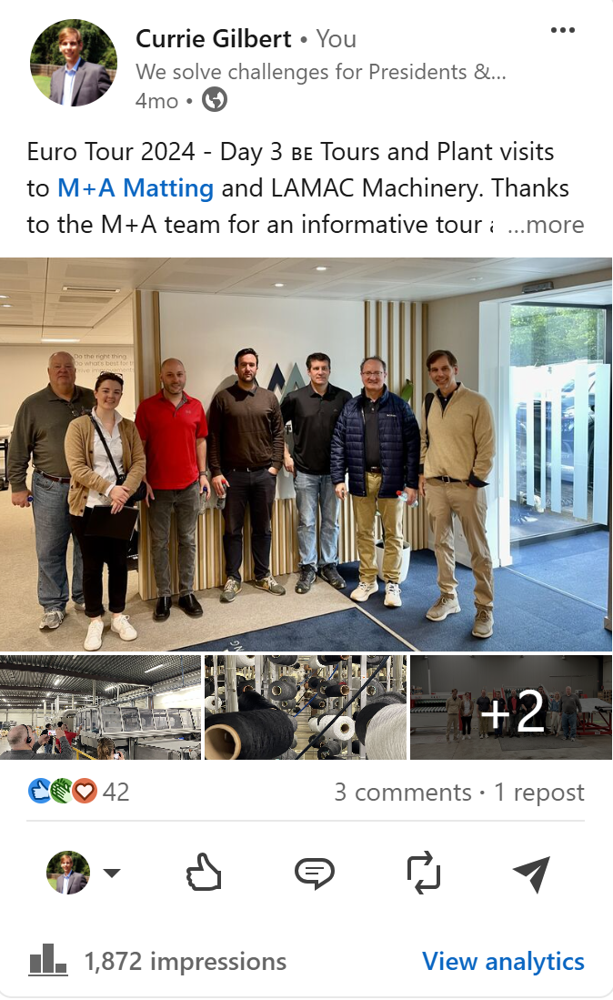 Currie Gilbert • You
We solve challenges for Presidents &...
4mo •
Euro Tour 2024 - Day 3 ʙᴇ Tours and Plant visits
to M+A Matting and LAMAC Machinery. Thanks
to the M+A team for an informative tour ...more
Do the right thing
Do what's best for
+2
42
3 comments • 1 repost
1,872 impressions
View analytics